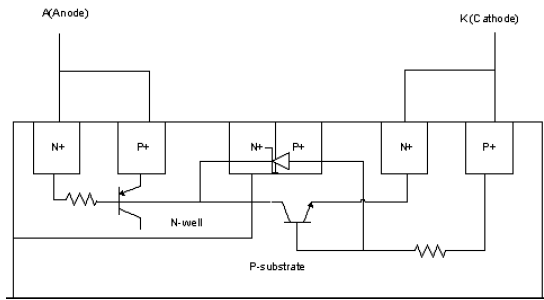 A(Anode)
K(Cathode)
N+ P+ N+ P+ N+ P+
N-well
P-substrate